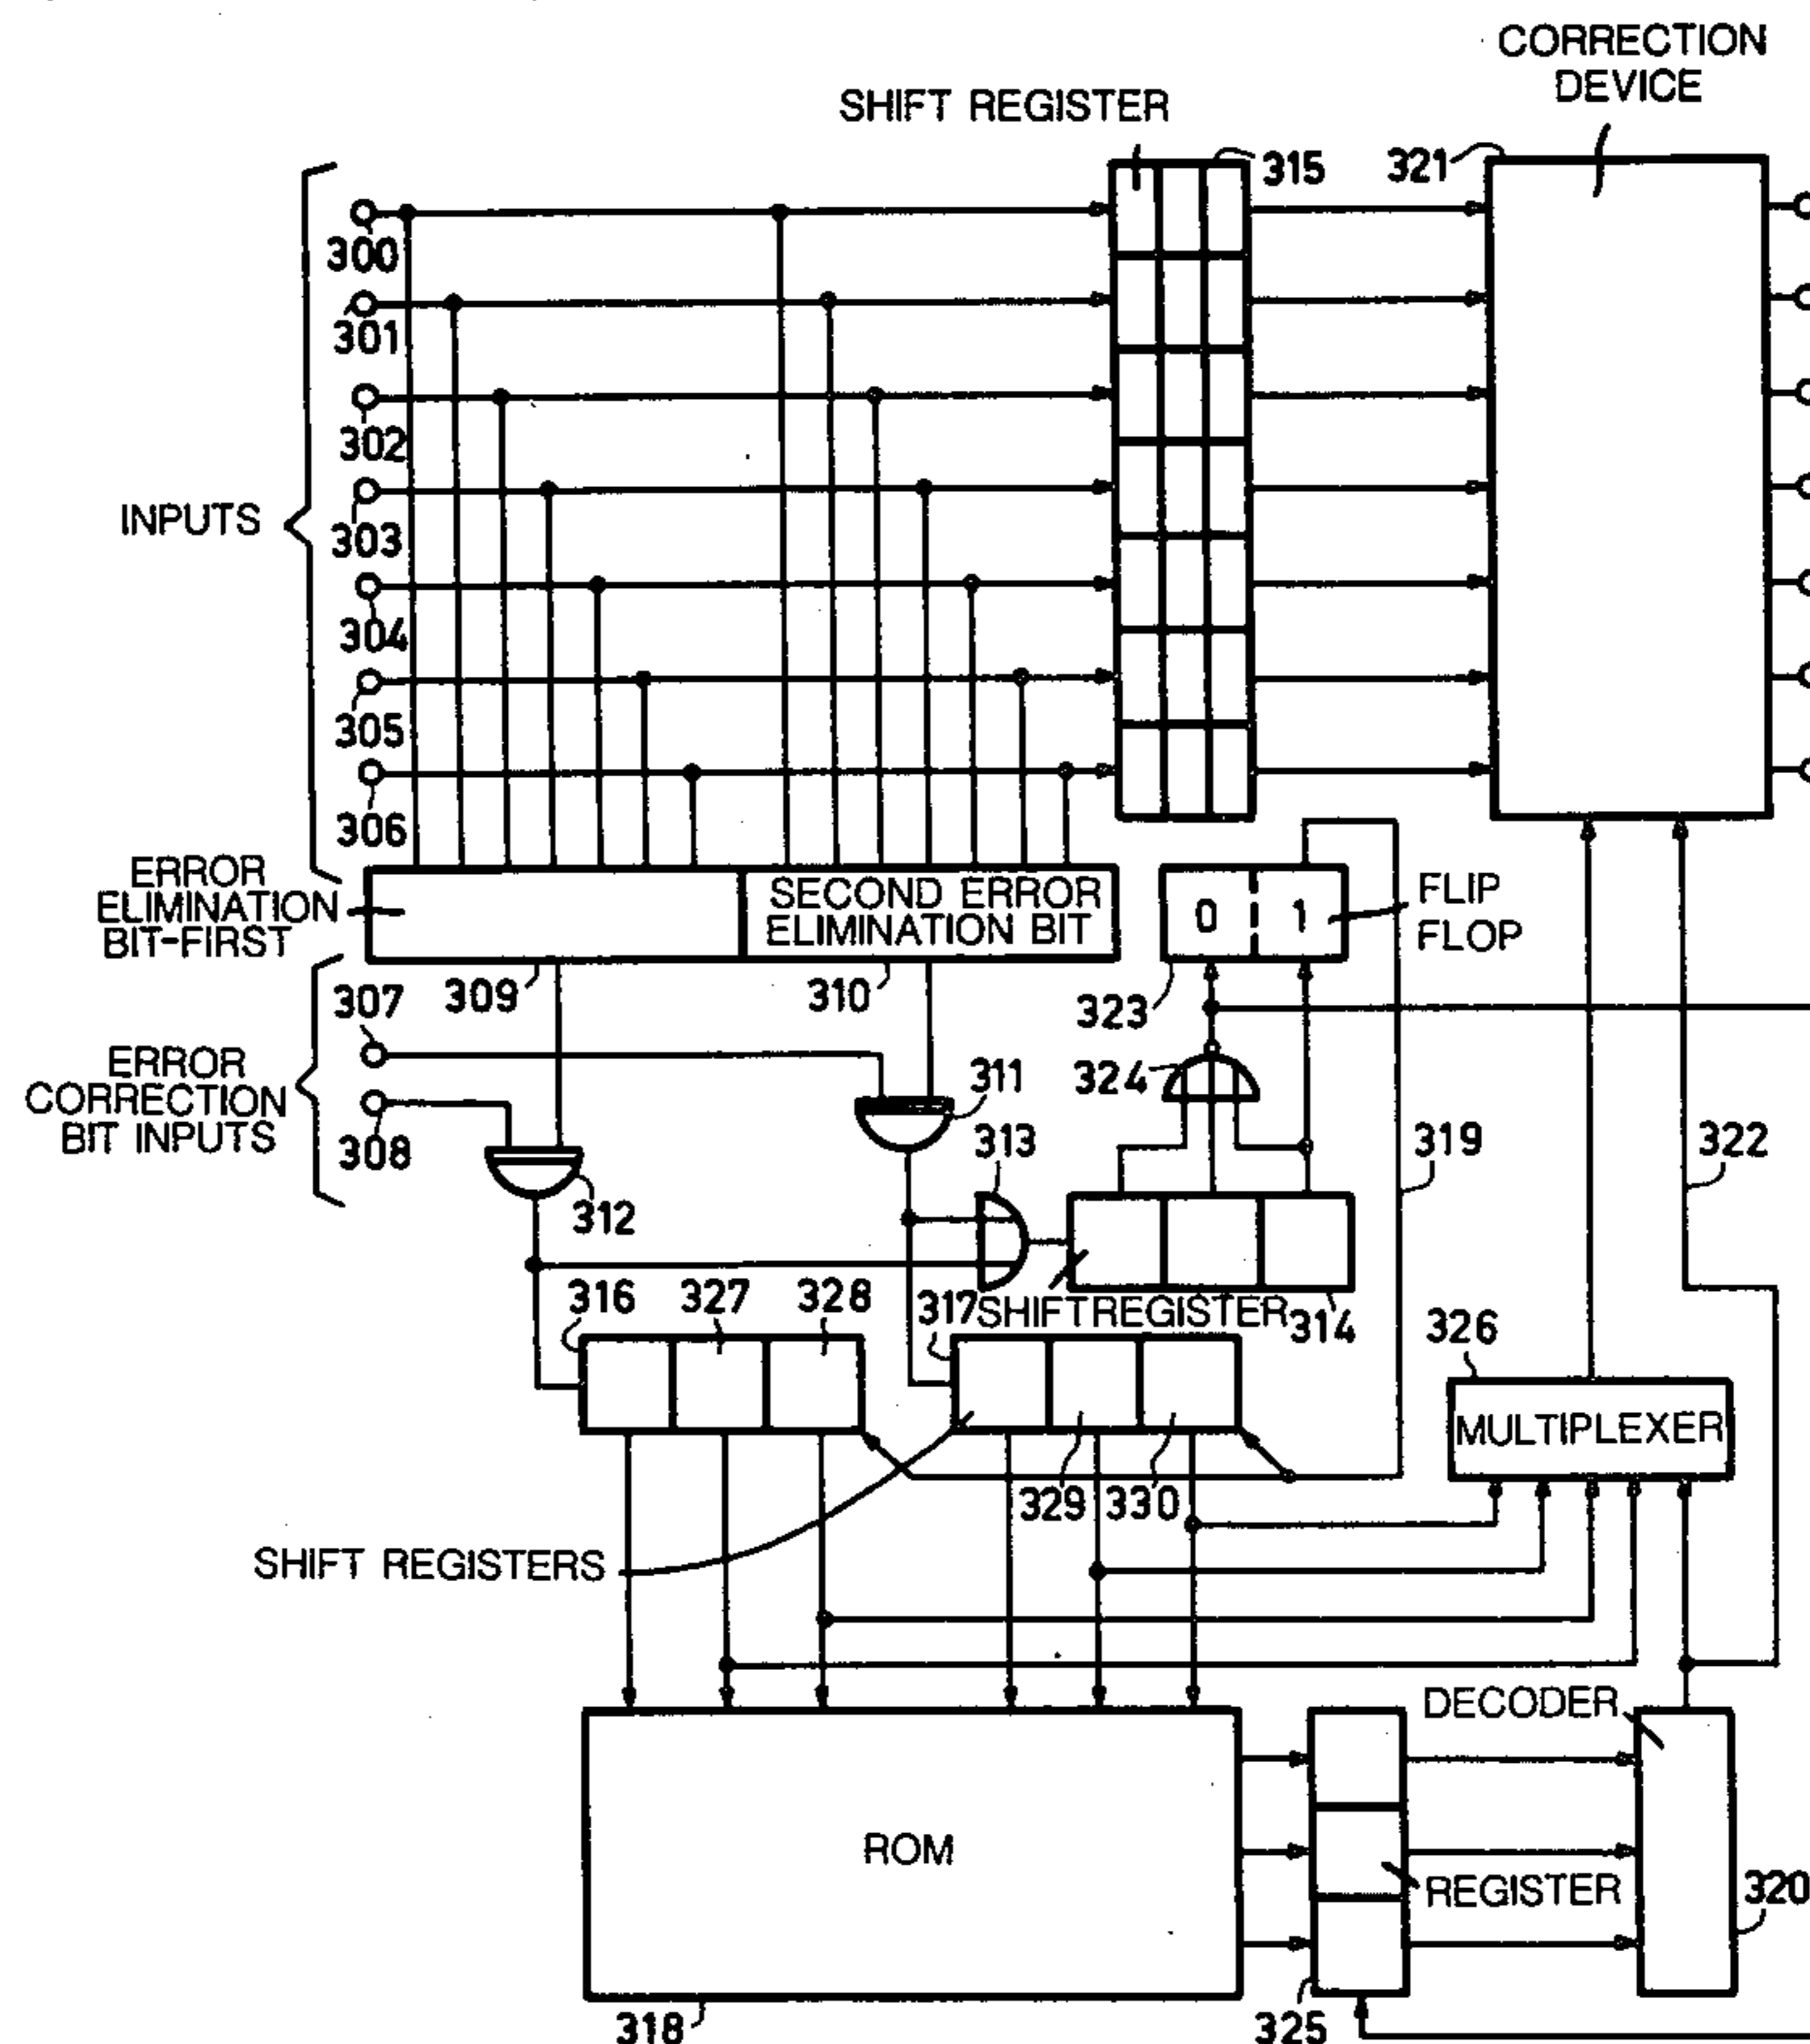 CORRECTION
DEVICE
SHIFT REGISTER
315
321
300
301
302
INPUTS
303
304
305
306
ERROR
ELIMINATION
BIT-FIRST
SECOND ERROR
ELIMINATION BIT
0 1
FLIP
FLOP
309
310
323
307
ERROR
CORRECTION
BIT INPUTS
308
311
324
313
312
319
322
316
327
328
317
SHIFT REGISTER
314
326
MULTIPLEXER
329
330
SHIFT REGISTERS
DECODER
ROM
REGISTER
320
318
325